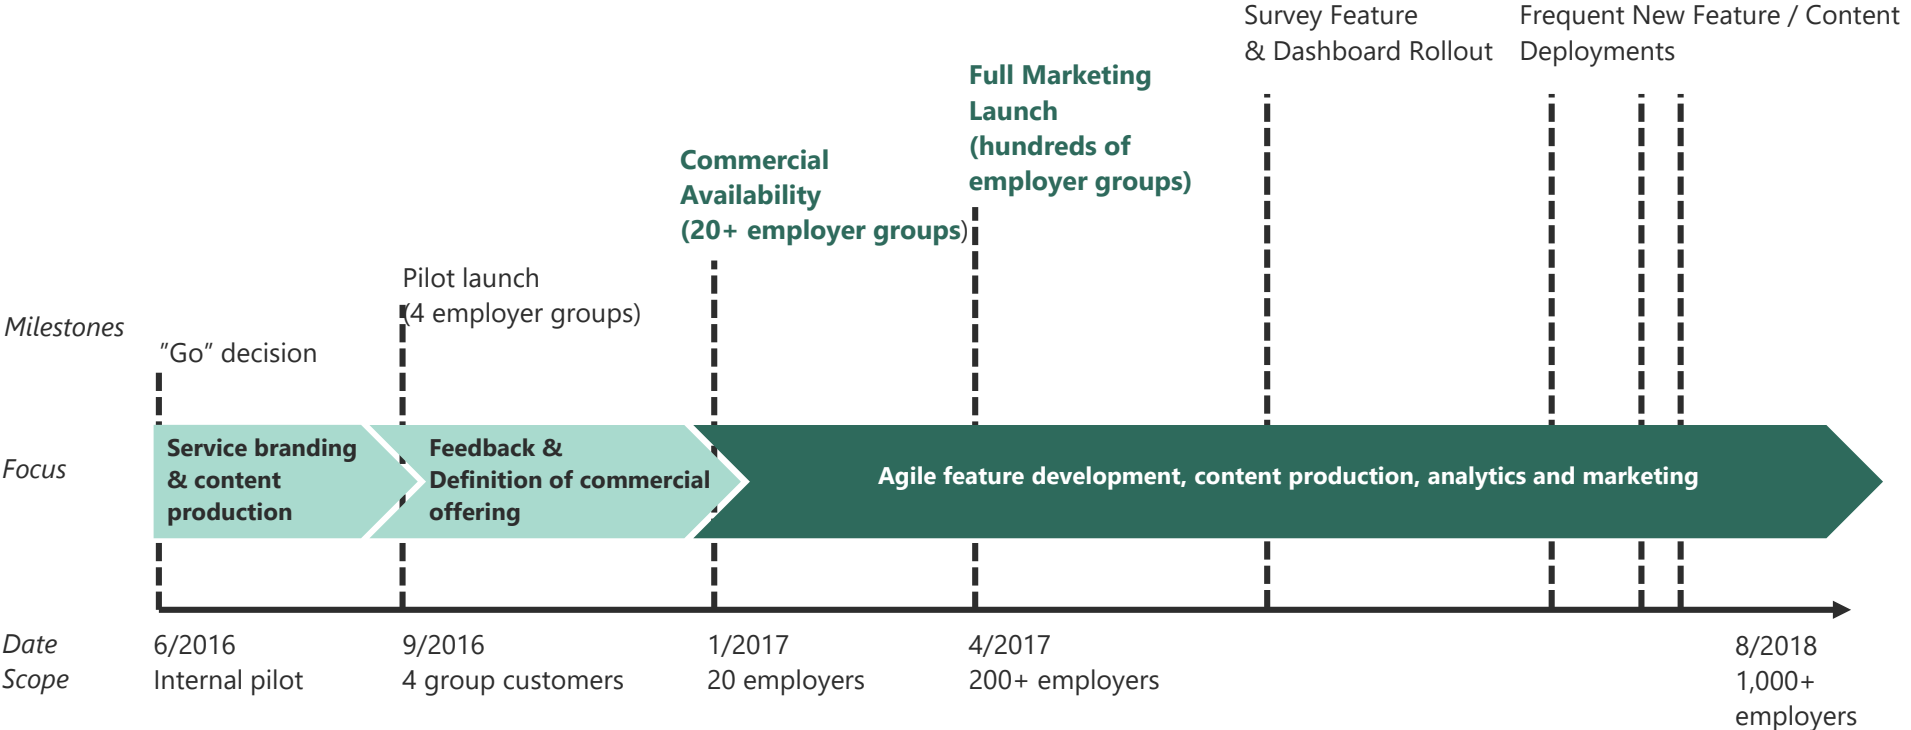 Survey Feature
& Dashboard Rollout
Frequent New Feature / Content
Deployments
Full Marketing
Launch
(hundreds of
employer groups)
Commercial
Availability
(20+ employer groups)
Pilot launch
(4 employer groups)
Milestones
”Go” decision
Focus
Service branding
& content
production
Feedback &
Definition of commercial
offering
Agile feature development, content production, analytics and marketing
Date
6/2016
9/2016
1/2017
4/2017
8/2018
Scope
Internal pilot
4 group customers
20 employers
200+ employers
1,000+
employers